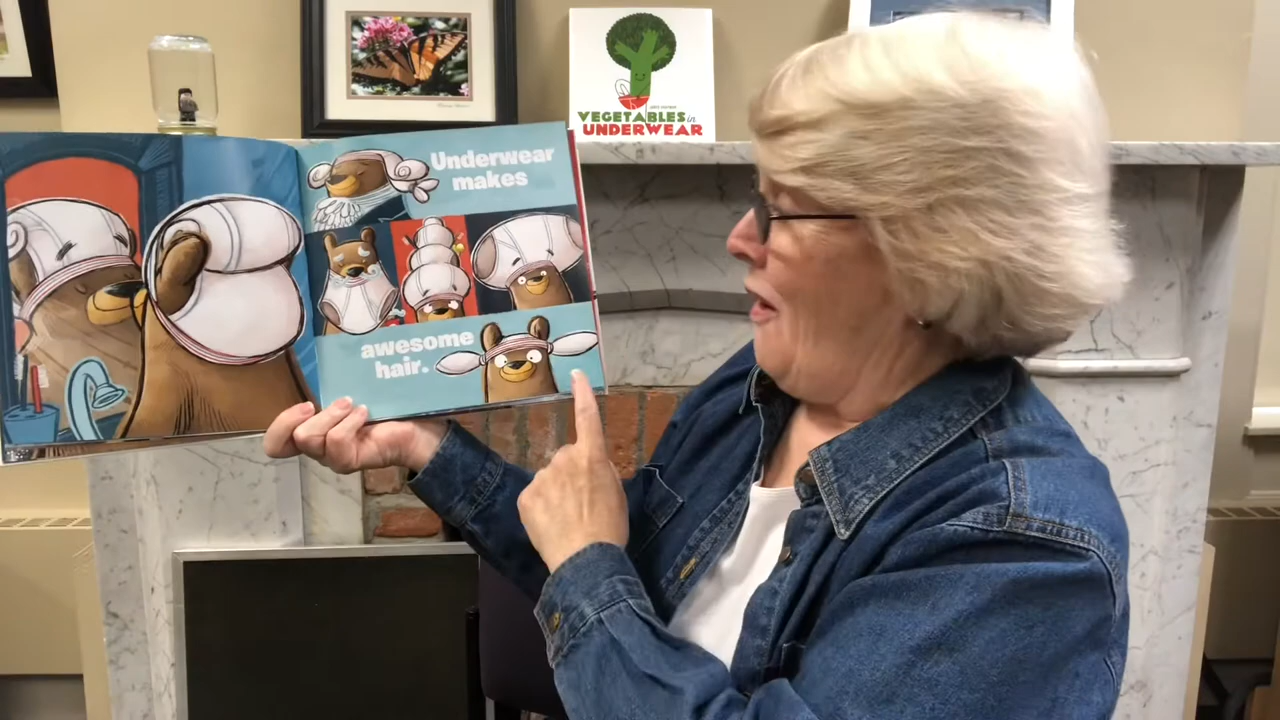 VEGETABLES in
UNDERWEAR
Underwear
makes
awesome
hair.